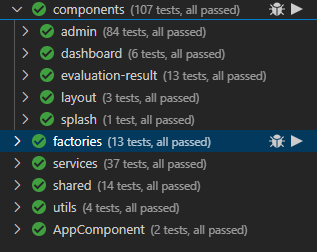 components (107 tests, all passed)
admin (84 tests, all passed)
dashboard (6 tests, all passed)
evaluation-result (13 tests, all passed)
layout (3 tests, all passed)
splash (1 test, all passed)
factories (13 tests, all passed)
services (37 tests, all passed)
shared (14 tests, all passed)
utils (4 tests, all passed)
AppComponent (2 tests, all passed)